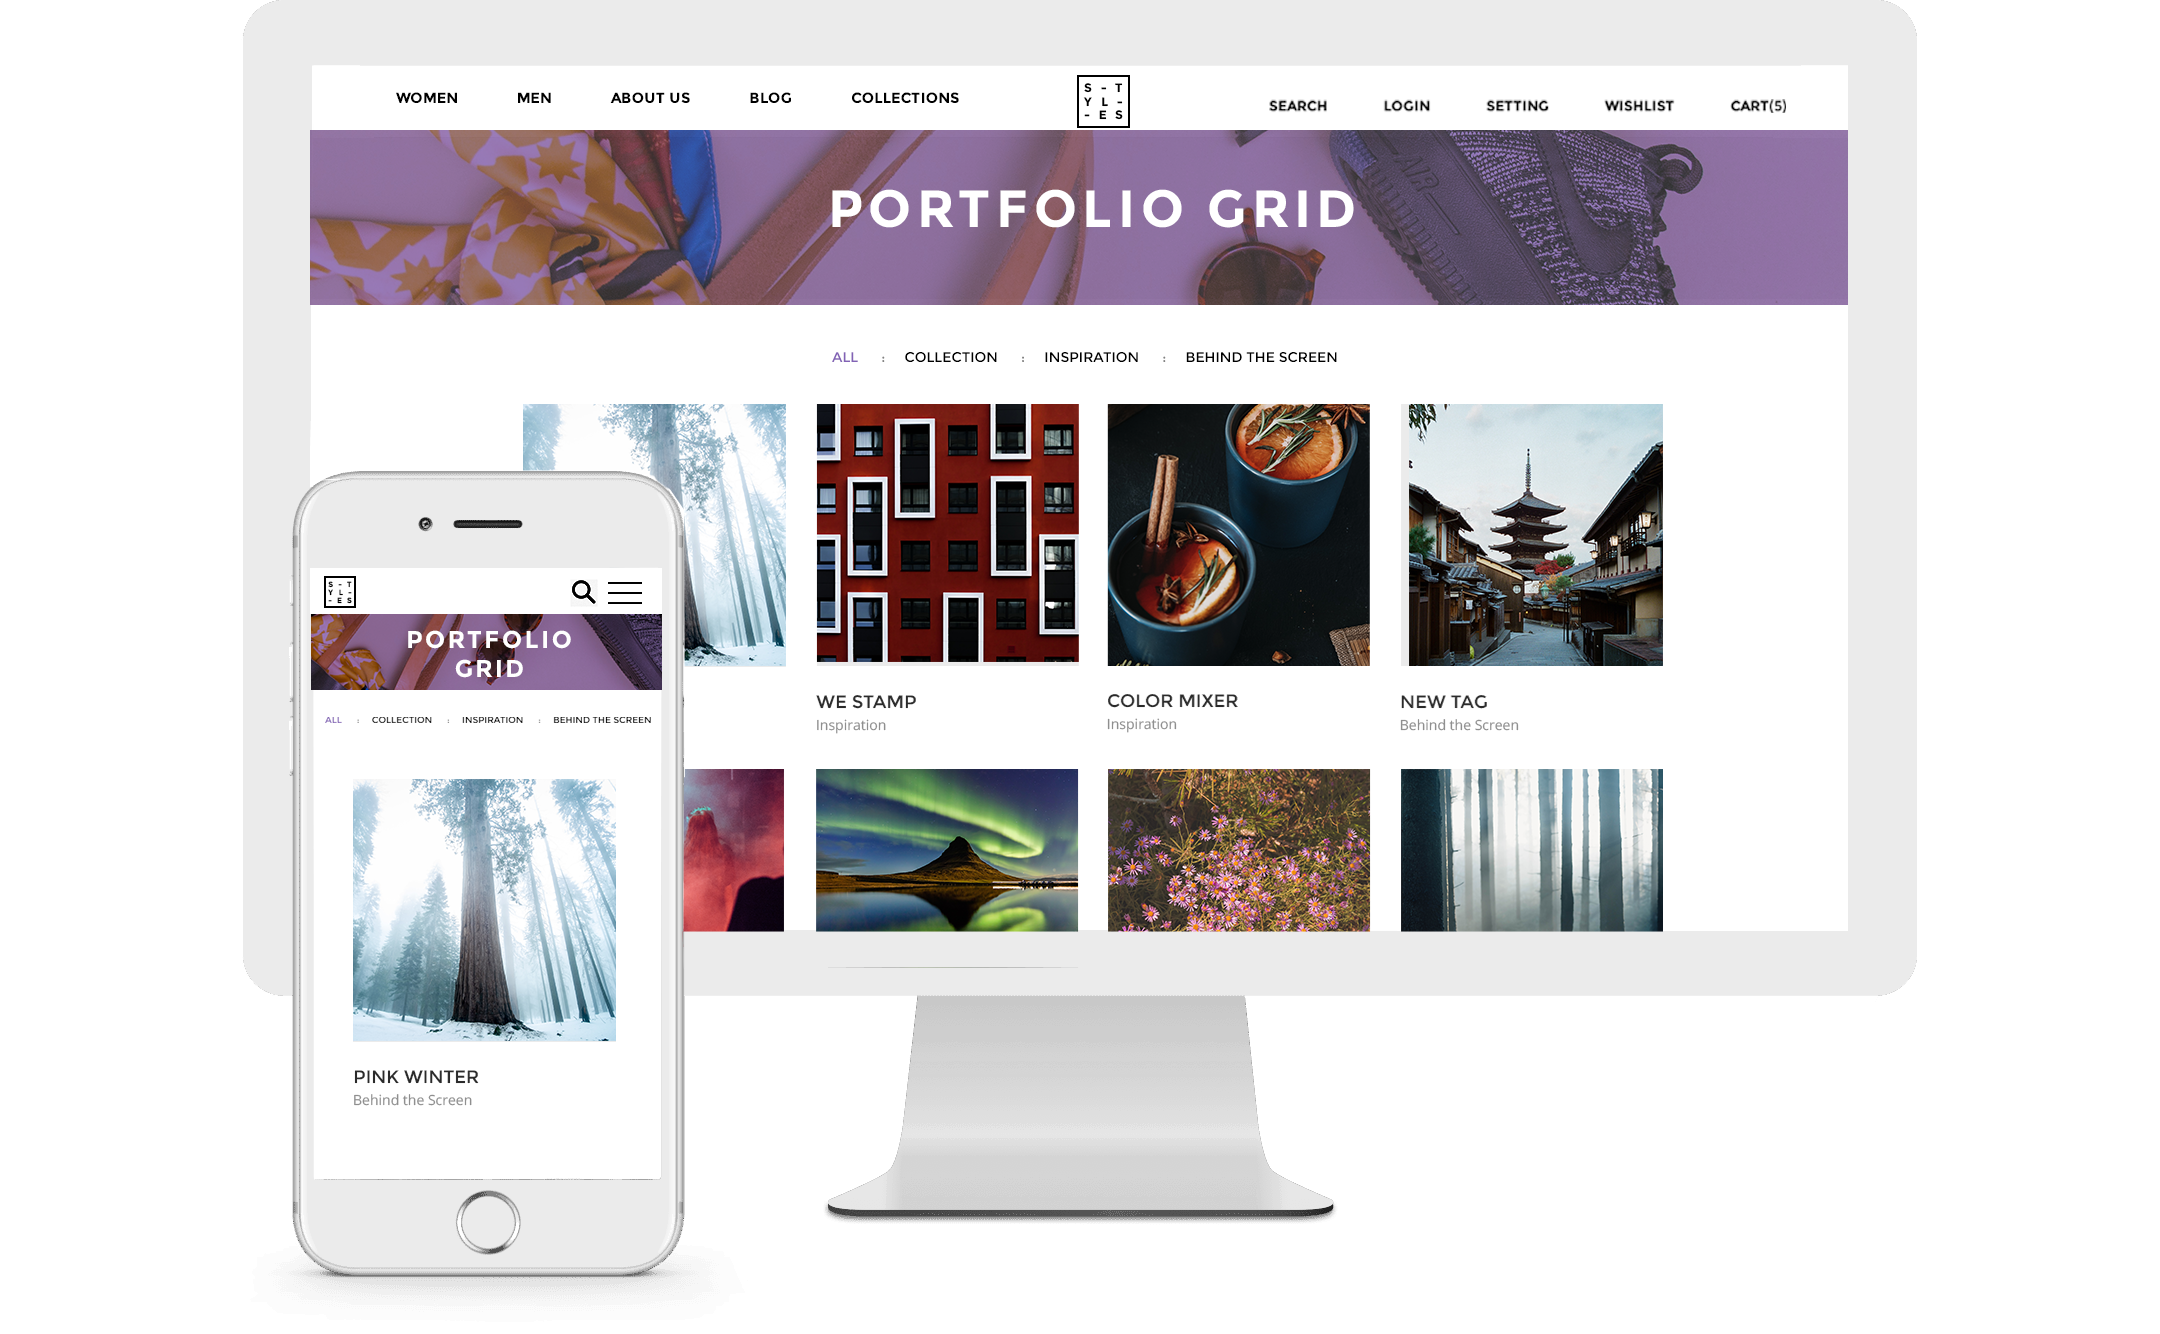 WOMEN MEN ABOUT US BLOG COLLECTIONS
S - T
Y L -
- E S
SEARCH LOGIN SETTING WISHLIST CART(5)
AIR
PORTFOLIO GRID
ALL : COLLECTION : INSPIRATION : BEHIND THE SCREEN
WE STAMP
Inspiration
COLOR MIXER
Inspiration
NEW TAG
Behind the Screen
S - T
Y L -
- E S
PORTFOLIO
GRID
ALL : COLLECTION : INSPIRATION : BEHIND THE SCREEN
PINK WINTER
Behind the Screen